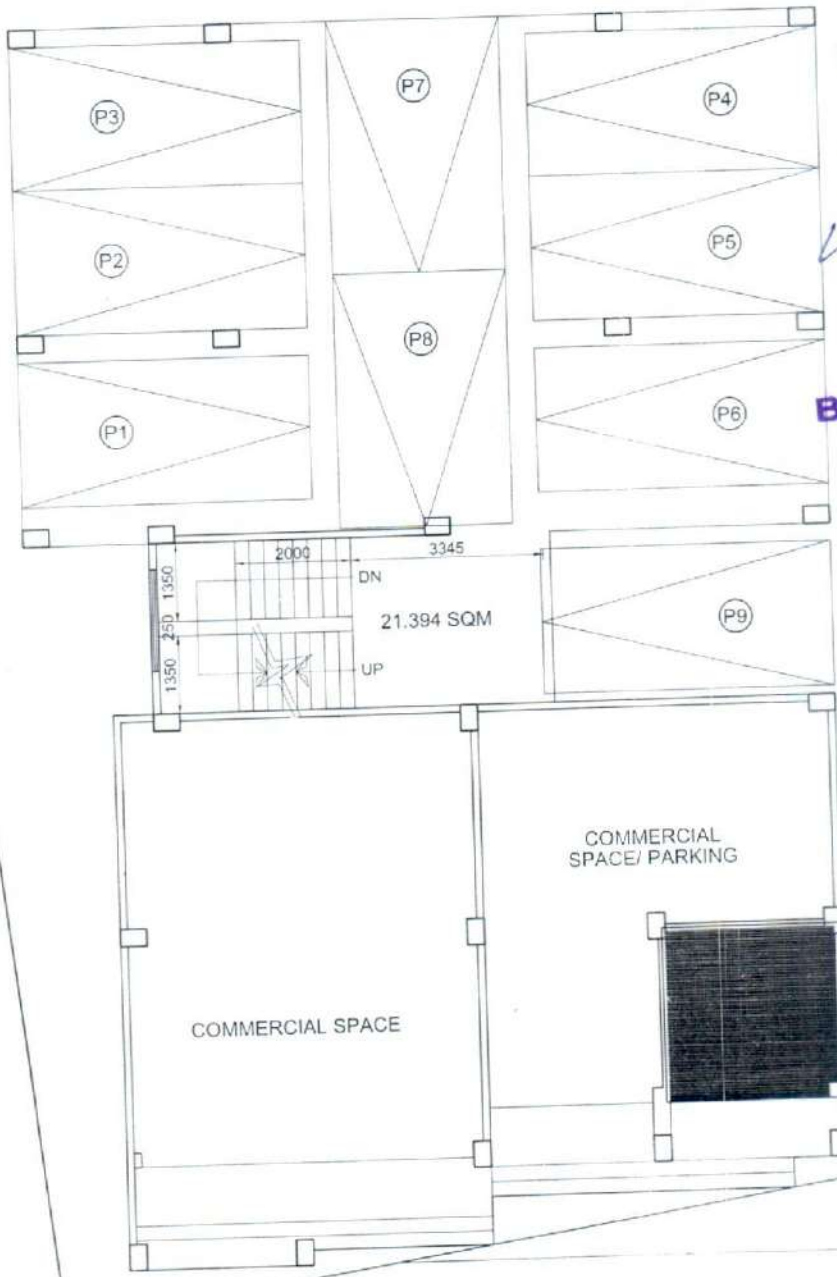 P3
P7
P4
P2
P5
P8
P1
P6
B
2000
3345
1350
DN
250
21.394 SQM
P9
1350
UP
COMMERCIAL
SPACE/ PARKING
COMMERCIAL SPACE